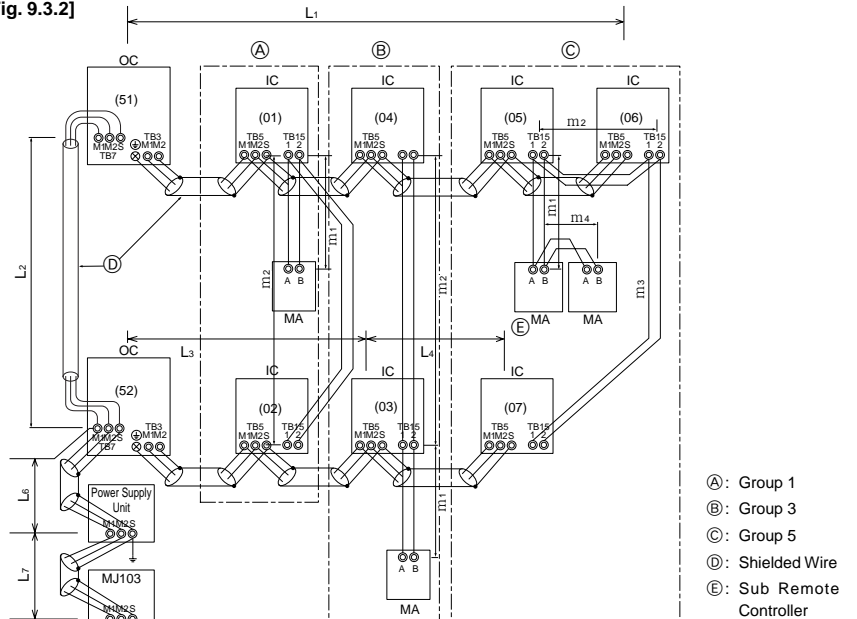 ig. 9.3.2]
L1
Ⓐ
Ⓑ
Ⓒ
OC
IC
IC
IC
IC
(51)
(01)
(04)
(05)
(06)
m2
TB3
M1M2
M1M2S
TB7
TB5
M1M2S
TB15
1 2
TB5
M1M2S
TB5
M1M2S
TB15
1 2
TB5
M1M2S
TB15
1 2
m1
m1
m4
L2
Ⓓ
m2
m2
m3
A B
MA
A B
A B
Ⓔ
MA
MA
L3
L4
OC
IC
IC
IC
(52)
(02)
(03)
(07)
TB3
M1M2
M1M2S
TB7
TB5
M1M2S
TB15
1 2
TB5
M1M2S
TB15
1 2
TB5
M1M2S
TB15
1 2
L6
Power Supply
Unit
M1M2S
m1
L7
MJ103
M1M2S
A B
MA
Ⓐ: Group 1
Ⓑ: Group 3
Ⓒ: Group 5
Ⓓ: Shielded Wire
Ⓔ: Sub Remote
Controller